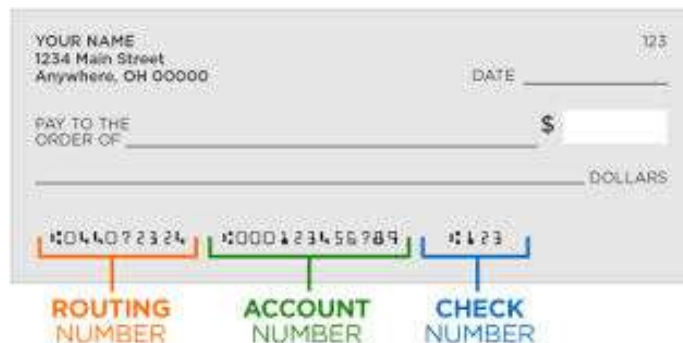 YOUR NAME 123
1234 Main Street
Anywhere, OH 00000
DATE
PAY TO THE
ORDER OF $
DOLLARS
⑆044072324⑆ ⑆000123456789 ⑆123
ROUTING ACCOUNT CHECK
NUMBER NUMBER NUMBER